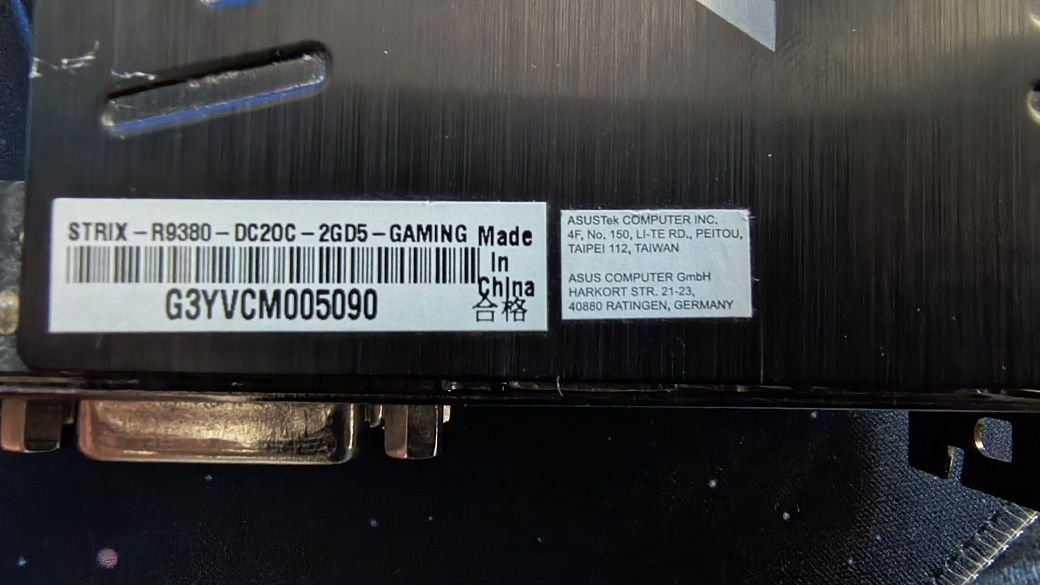 STRIX-R9380-DC2OC-2GD5-GAMING
G3YVCM005090
Made
In
China
合格
ASUSTek COMPUTER INC.
4F, No. 150, LI-TE RD., PEITOU,
TAIPEI 112, TAIWAN
ASUS COMPUTER GmbH
HARKORT STR. 21-23,
40880 RATINGEN, GERMANY